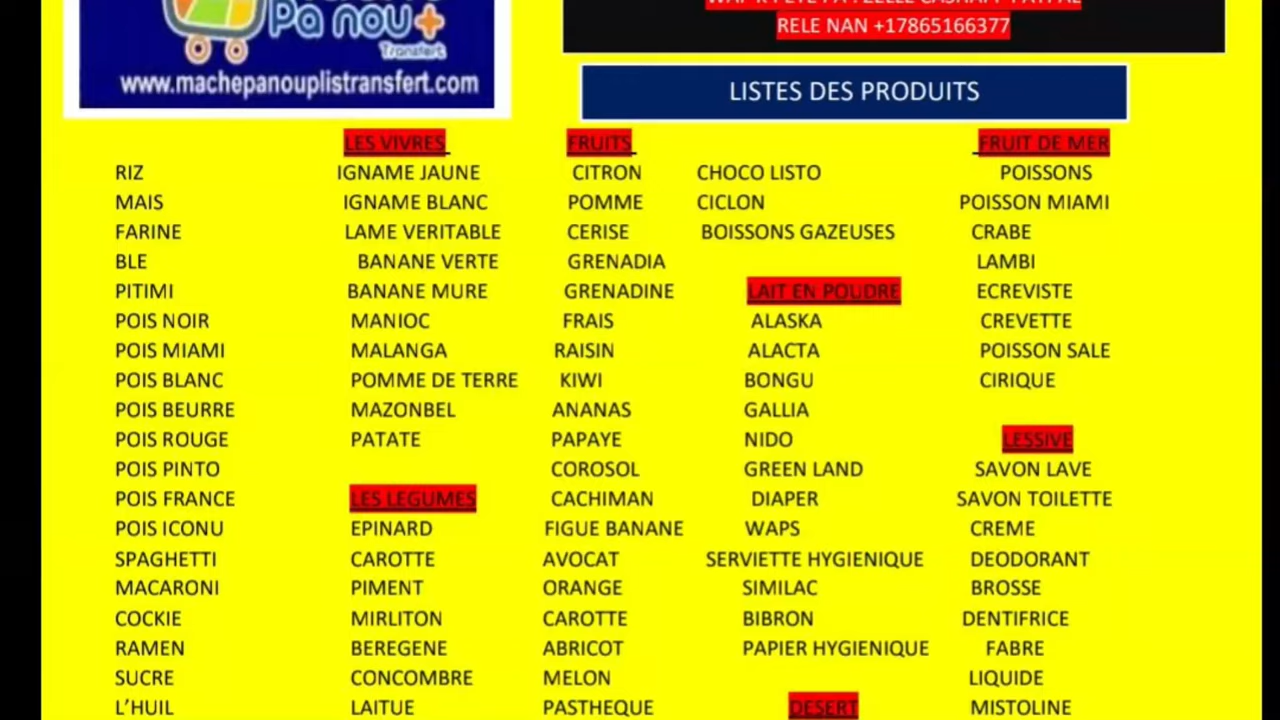 Pa nou+
Transfert
www.machepanouplistransfert.com
RELE NAN +17865166377
LISTES DES PRODUITS
LES VIVRES FRUITS FRUIT DE MER
RIZ IGNAME JAUNE CITRON CHOCO LISTO POISSONS
MAIS IGNAME BLANC POMME CICLON POISSON MIAMI
FARINE LAME VERITABLE CERISE BOISSONS GAZEUSES CRABE
BLE BANANE VERTE GRENADIA LAMBI
PITIMI BANANE MURE GRENADINE LAIT EN POUDRE ECREVISTE
POIS NOIR MANIOC FRAIS ALASKA CREVETTE
POIS MIAMI MALANGA RAISIN ALACTA POISSON SALE
POIS BLANC POMME DE TERRE KIWI BONGU CIRIQUE
POIS BEURRE MAZONBEL ANANAS GALLIA
POIS ROUGE PATATE PAPAYE NIDO LESSIVE
POIS PINTO COROSOL GREEN LAND SAVON LAVE
POIS FRANCE LES LEGUMES CACHIMAN DIAPER SAVON TOILETTE
POIS ICONU EPINARD FIGUE BANANE WAPS CREME
SPAGHETTI CAROTTE AVOCAT SERVIETTE HYGIENIQUE DEODORANT
MACARONI PIMENT ORANGE SIMILAC BROSSE
COCKIE MIRLITON CAROTTE BIBRON DENTIFRICE
RAMEN BEREGENE ABRICOT PAPIER HYGIENIQUE FABRE
SUCRE CONCOMBRE MELON LIQUIDE
L'HUIL LAITUE PASTHEQUE DESERT MISTOLINE